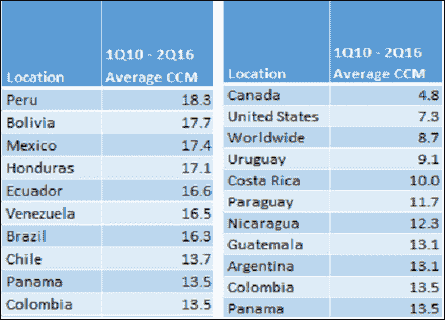 1Q10 - 2Q16
Location Average CCM
Peru 18.3
Bolivia 17.7
Mexico 17.4
Honduras 17.1
Ecuador 16.6
Venezuela 16.5
Brazil 16.3
Chile 13.7
Panama 13.5
Colombia 13.5
1Q10 - 2Q16
Location Average CCM
Canada 4.8
United States 7.3
Worldwide 8.7
Uruguay 9.1
Costa Rica 10.0
Paraguay 11.7
Nicaragua 12.3
Guatemala 13.1
Argentina 13.1
Colombia 13.5
Panama 13.5